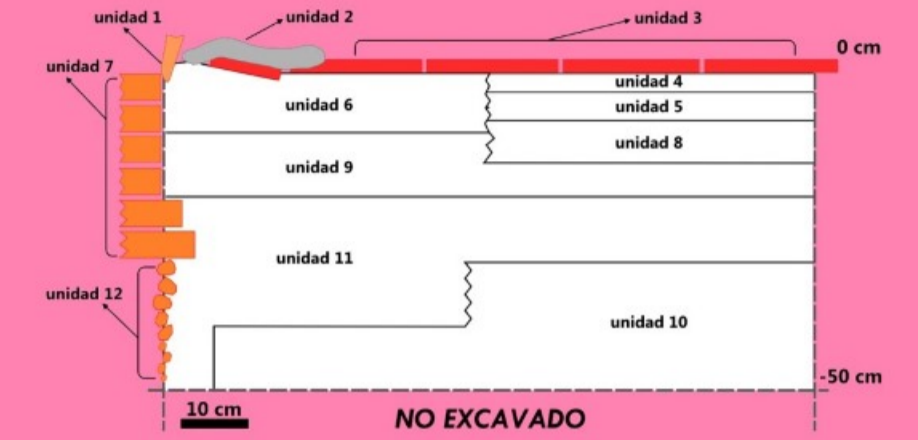 unidad 1
unidad 2
unidad 3
0 cm
unidad 7
unidad 4
unidad 6
unidad 5
unidad 8
unidad 9
unidad 11
unidad 12
unidad 10
-50 cm
10 cm
NO EXCAVADO